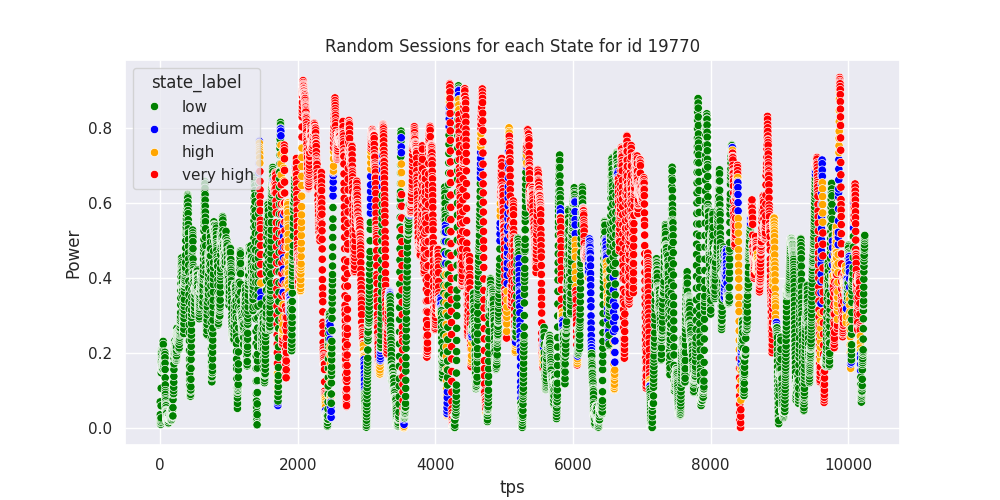 Random Sessions for each State for id 19770
state_label
low
medium
high
very high
Power
0.8
0.6
0.4
0.2
0.0
0
2000
4000
6000
8000
10000
tps